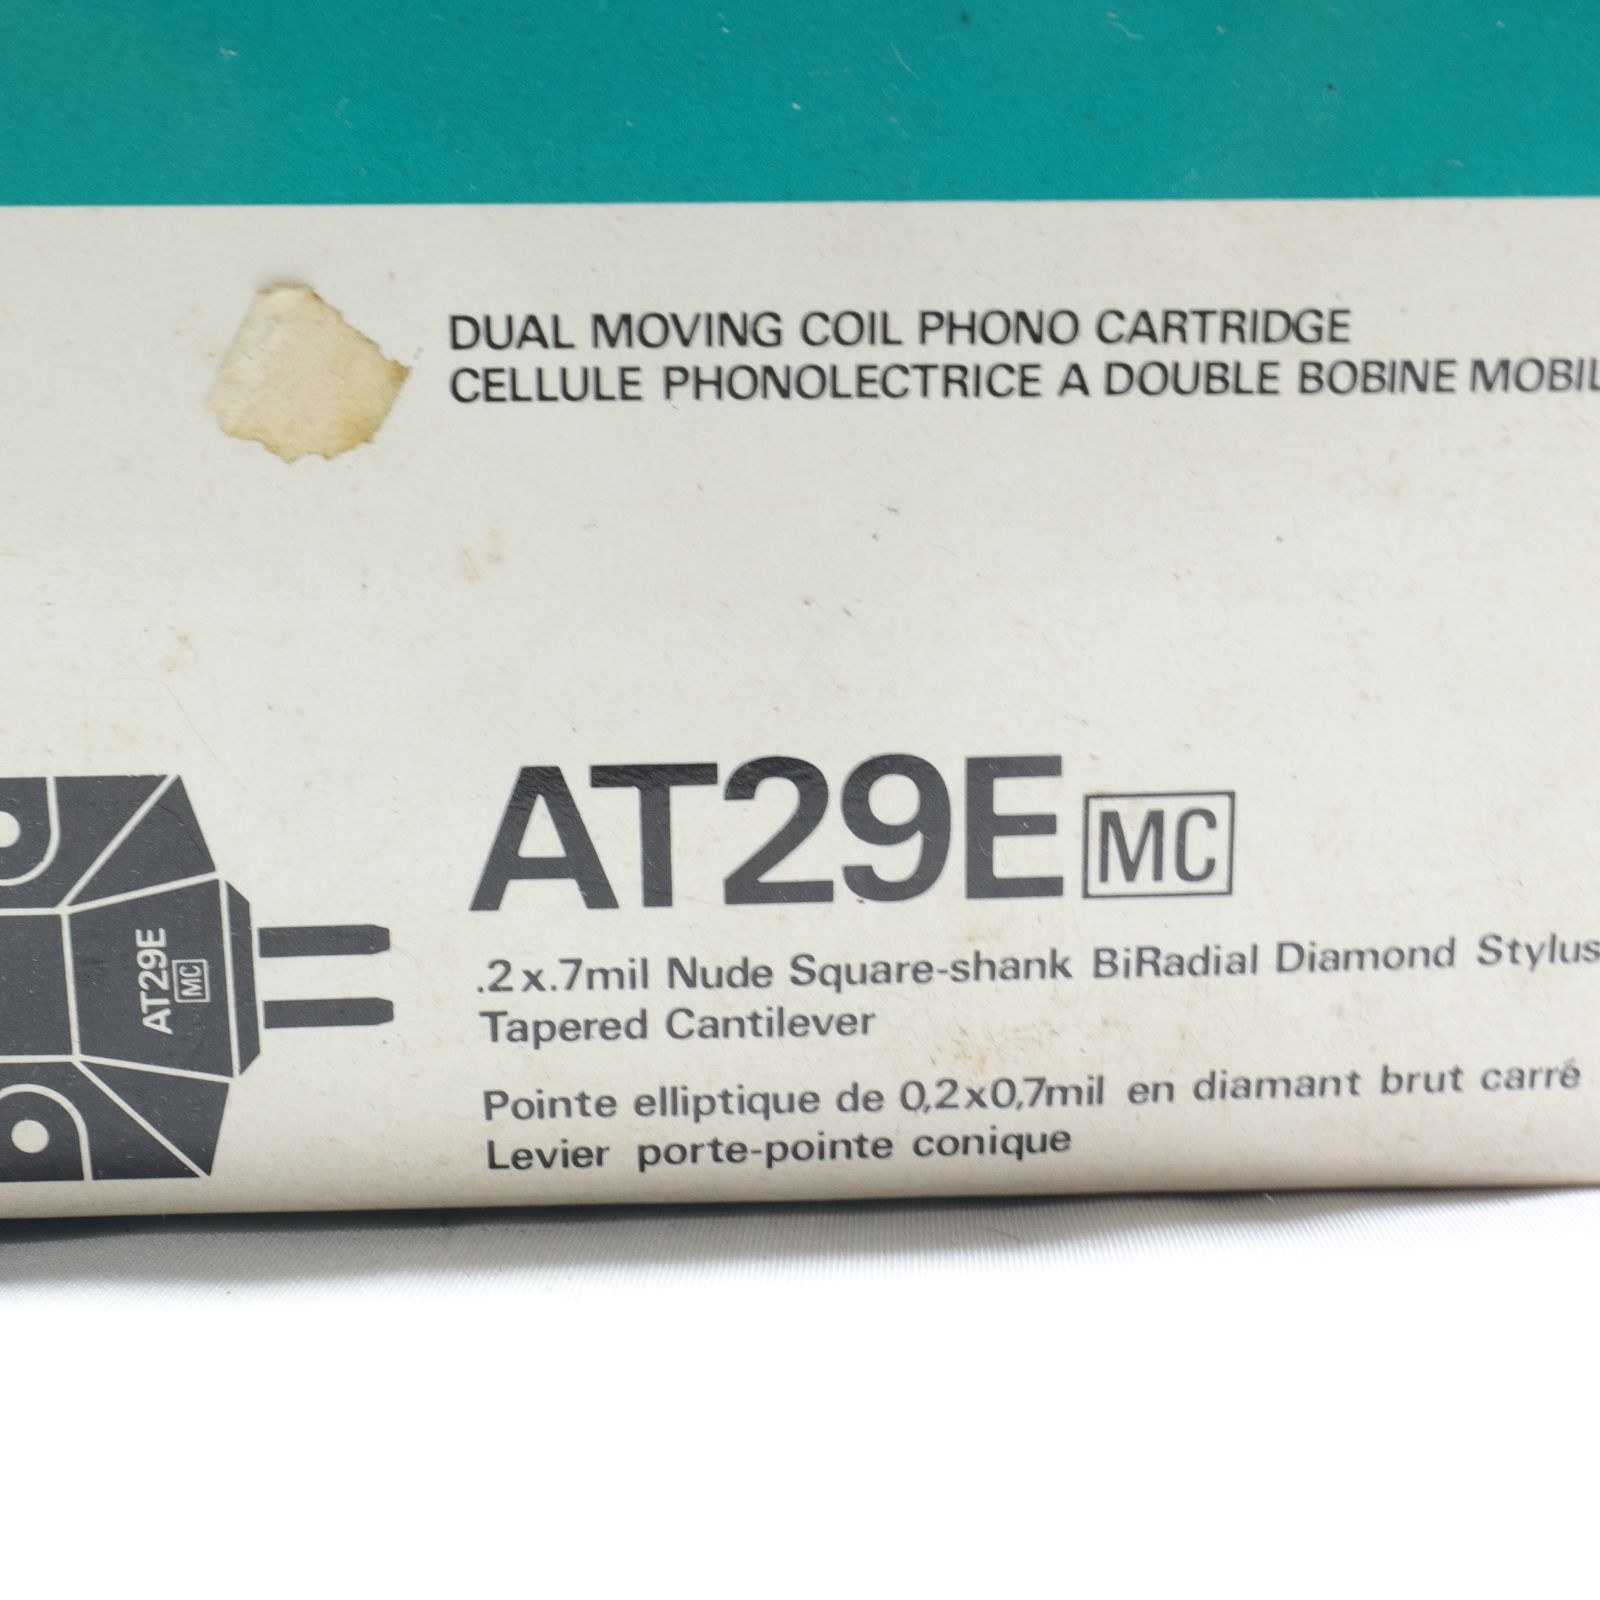 DUAL MOVING COIL PHONO CARTRIDGE
CELLULE PHONOLECTRICE A DOUBLE BOBINE MOBIL
AT29E MC
AT29E MC
.2x.7mil Nude Square-shank BiRadial Diamond Stylus
Tapered Cantilever
Pointe elliptique de 0,2x0,7mil en diamant brut carré
Levier porte-pointe conique